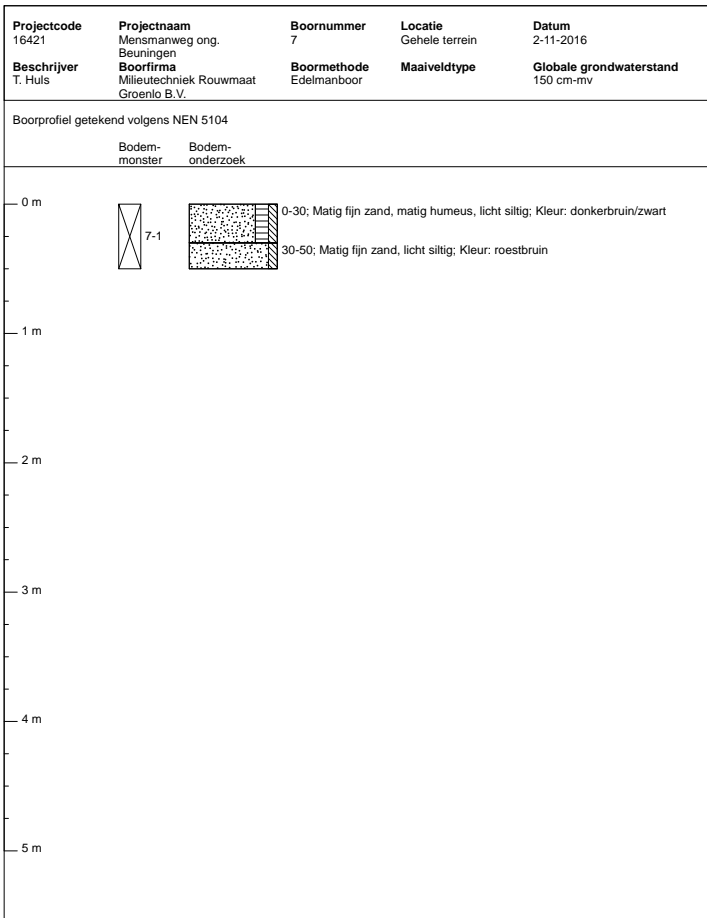 Projectcode Projectnaam Boornummer Locatie Datum
16421 Mensmanweg ong. 7 Gehele terrein 2-11-2016
Beuningen
Beschrijver Boorfirma Boormethode Maaiveldtype Globale grondwaterstand
T. Huls Milieutechniek Rouwmaat Edelmanboor 150 cm-mv
Groenlo B.V.
Boorprofiel getekend volgens NEN 5104
Bodem- Bodem-
monster onderzoek
0 m
0-30; Matig fijn zand, matig humeus, licht siltig; Kleur: donkerbruin/zwart
7-1
30-50; Matig fijn zand, licht siltig; Kleur: roestbruin
1 m
2 m
3 m
4 m
5 m